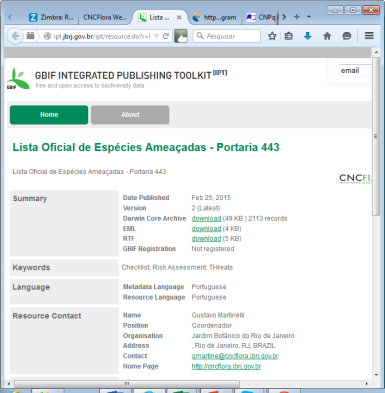 Zimbra: R...
CNCFlora We...
Lista ...
http...gram
CNPq
ipt.jbrj.gov.br/ipt/resource.do?r=l
Pesquisar
GBIF
GBIF INTEGRATED PUBLISHING TOOLKIT [IPT]
free and open access to biodiversity data
email
Home
About
Lista Oficial de Espécies Ameaçadas - Portaria 443
Lista Oficial de Espécies Ameaçadas - Portaria 443.
CNCFL
Summary
Date Published Feb 25, 2015
Version 2 (Latest)
Darwin Core Archive download (49 KB ) 2113 records
EML download (4 KB)
RTF download (5 KB)
GBIF Registration Not registered
Keywords
Checklist; Risk Assessment; THreats
Language
Metadata Language Portuguese
Resource Language Portuguese
Resource Contact
Name Gustavo Martinelli
Position Coordenador
Organisation Jardim Botânico do Rio de Janeiro
Address , Rio de Janeiro, RJ, BRAZIL
Contact gmartine@cncflora.jbrj.gov.br
Home Page http://cncflora.jbrj.gov.br